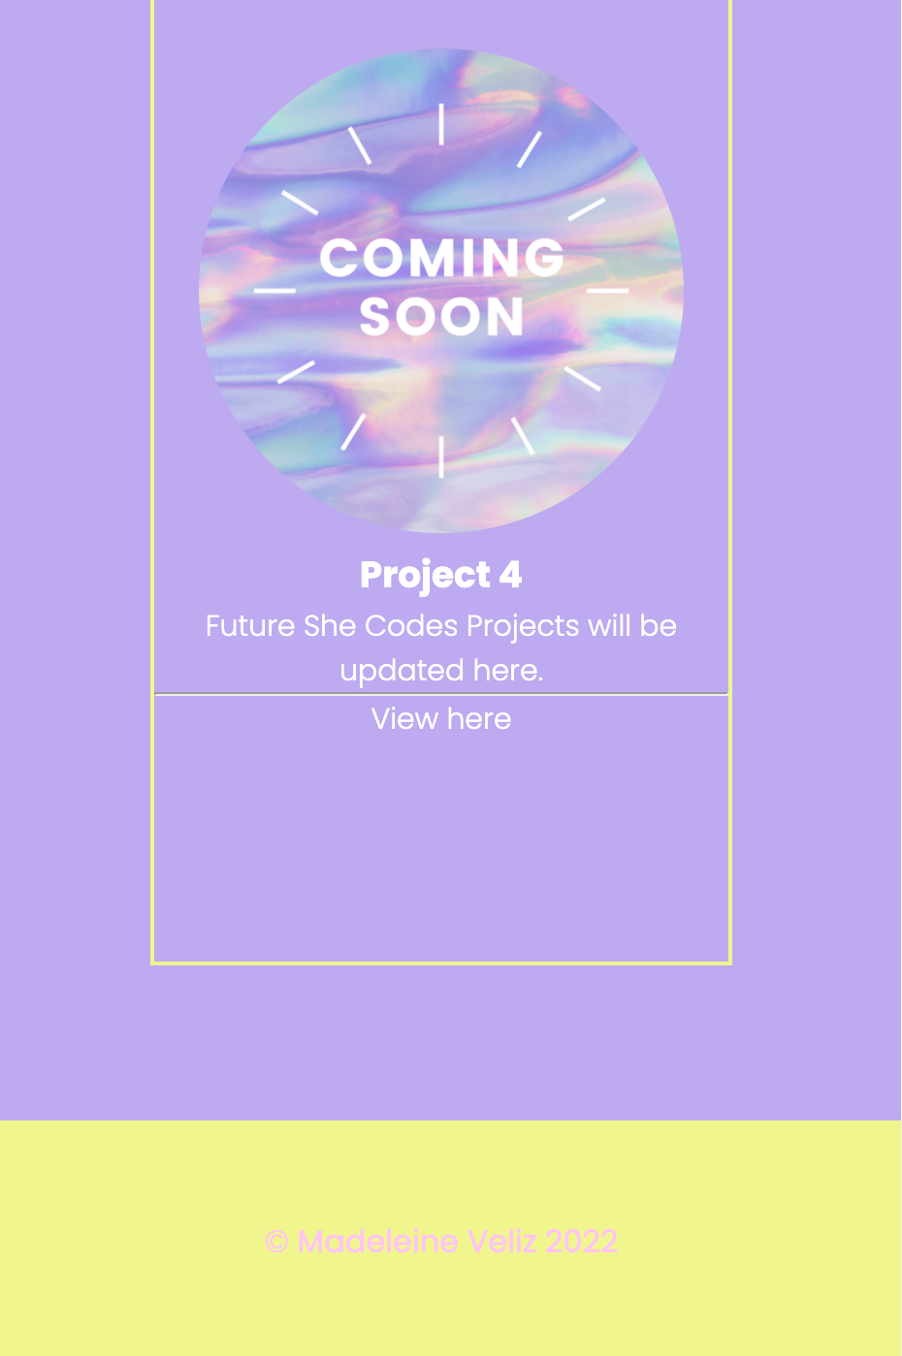 COMING
SOON
Project 4
Future She Codes Projects will be
updated here.
View here
© Madeleine Veliz 2022